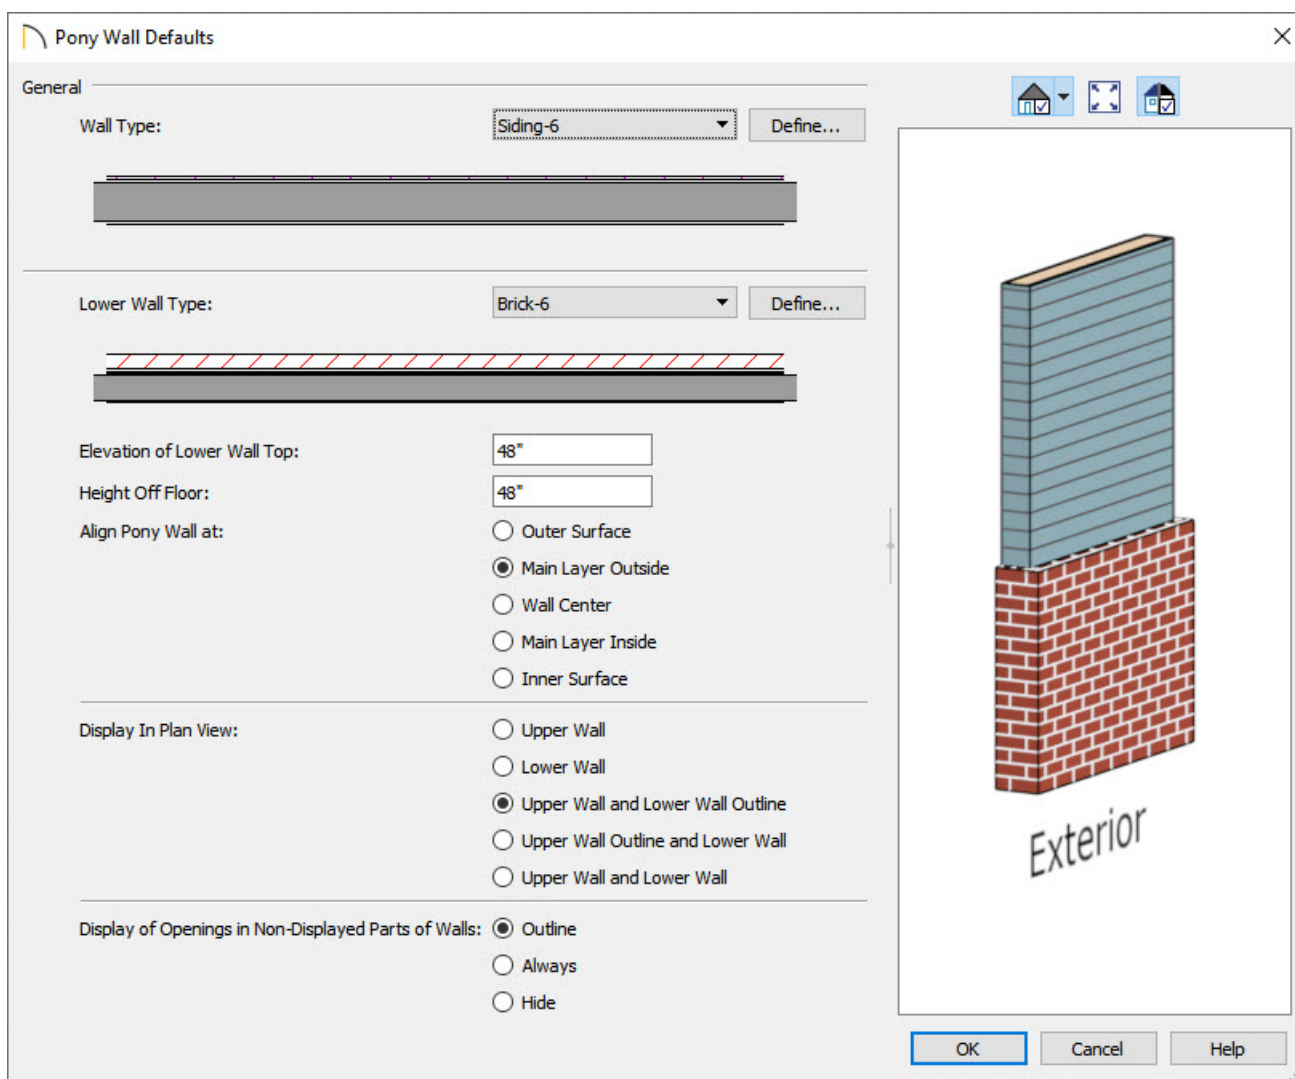 Pony Wall Defaults
General
Wall Type: Siding-6 Define...
Lower Wall Type: Brick-6 Define...
Elevation of Lower Wall Top: 48"
Height Off Floor: 48"
Align Pony Wall at: Outer Surface
Main Layer Outside
Wall Center
Main Layer Inside
Inner Surface
Display In Plan View: Upper Wall
Lower Wall
Upper Wall and Lower Wall Outline
Upper Wall Outline and Lower Wall
Upper Wall and Lower Wall
Display of Openings in Non-Displayed Parts of Walls: Outline
Always
Hide
Exterior
OK Cancel Help